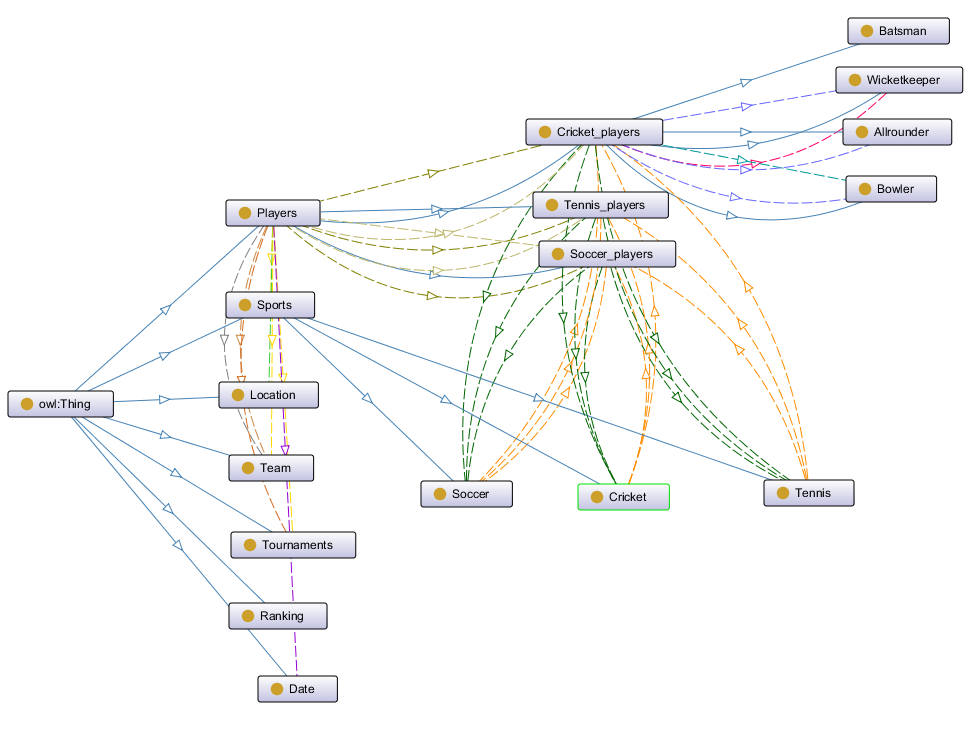 Batsman
Wicketkeeper
Cricket_players
Allrounder
Bowler
Players
Tennis_players
Soccer_players
Sports
owl:Thing
Location
Team
Soccer
Cricket
Tennis
Tournaments
Ranking
Date